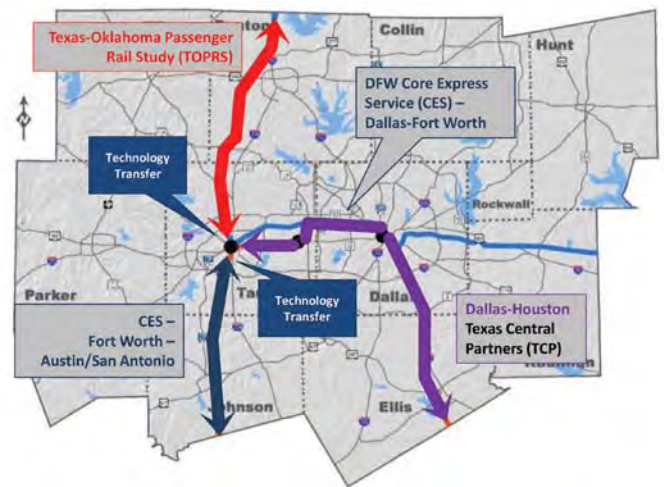 Texas-Oklahoma Passenger
Rail Study (TOPRS)
Collin
Hunt
DFW Core Express
Service (CES) –
Dallas-Fort Worth
Technology
Transfer
Rockwall
Parker
Technology
Transfer
CES –
Fort Worth –
Austin/San Antonio
Dallas-Houston
Texas Central
Partners (TCP)
Johnson
Ellis